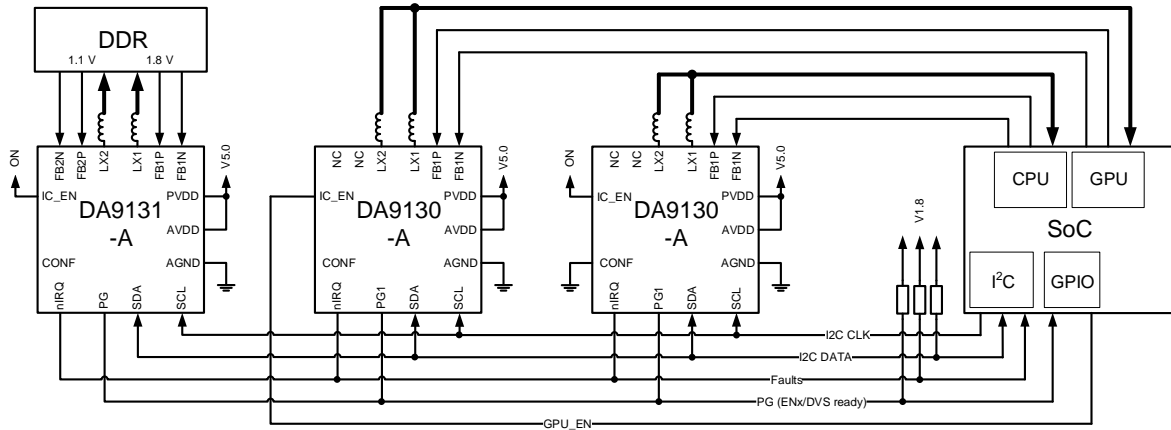 DDR
1.1 V 1.8 V
FB2N FB2P LX2 LX1 FB1P FB1N
ON
V5.0
IC_EN
PVDD
DA9131
-A
AVDD
CONF
AGND
nIRQ PG SDA SCL
NC NC LX2 LX1 FB1P FB1N
V5.0
IC_EN
PVDD
DA9130
-A
AVDD
CONF
AGND
nIRQ PG1 SDA SCL
NC NC LX2 LX1 FB1P FB1N
ON
V5.0
IC_EN
PVDD
DA9130
-A
AVDD
CONF
AGND
nIRQ PG1 SDA SCL
V1.8
CPU GPU
SoC
I²C GPIO
I2C CLK
I2C DATA
Faults
PG (ENx/DVS ready)
GPU_EN